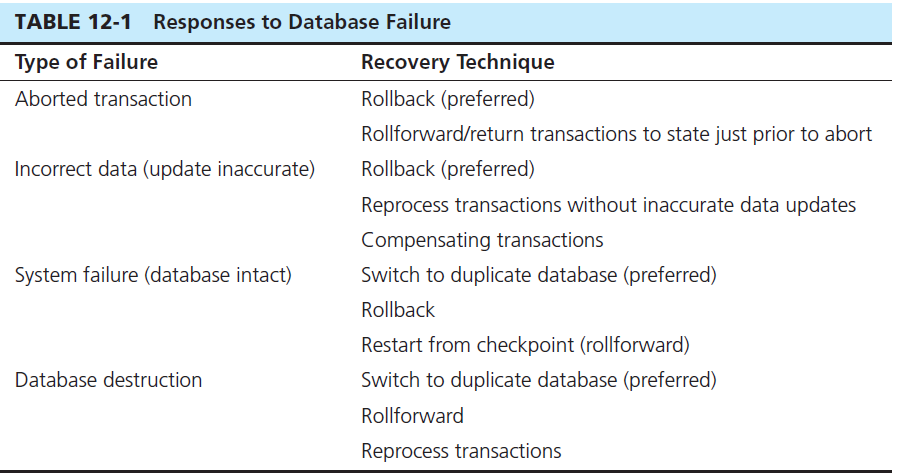 TABLE 12-1 Responses to Database Failure
Type of Failure Recovery Technique
Aborted transaction Rollback (preferred)
Rollforward/return transactions to state just prior to abort
Incorrect data (update inaccurate) Rollback (preferred)
Reprocess transactions without inaccurate data updates
Compensating transactions
System failure (database intact) Switch to duplicate database (preferred)
Rollback
Restart from checkpoint (rollforward)
Database destruction Switch to duplicate database (preferred)
Rollforward
Reprocess transactions